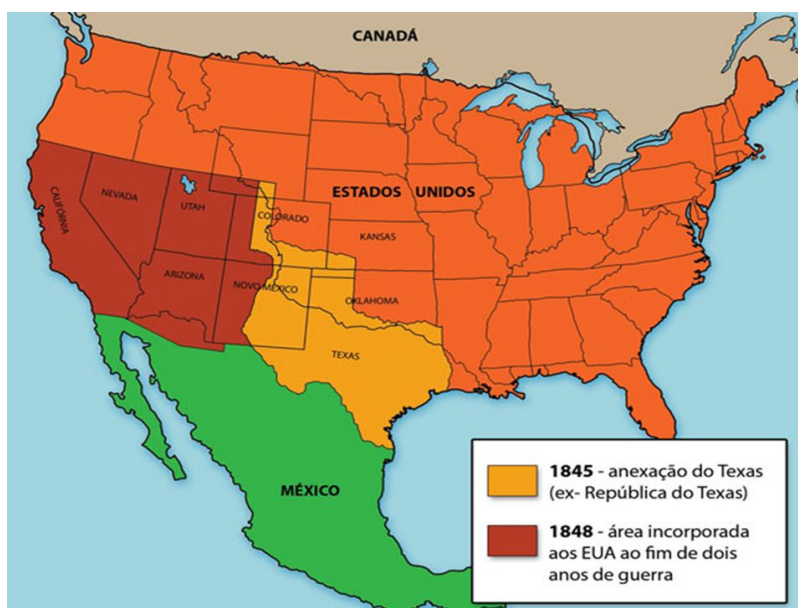 CANADÁ
ESTADOS UNIDOS
NEVADA
UTAH
COLORADO
CALIFÓRNIA
KANSAS
ARIZONA
NOVO MÉXICO
OKLAHOMA
TEXAS
MÉXICO
1845 - anexação do Texas
(ex- República do Texas)
1848 - área incorporada
aos EUA ao fim de dois
anos de guerra